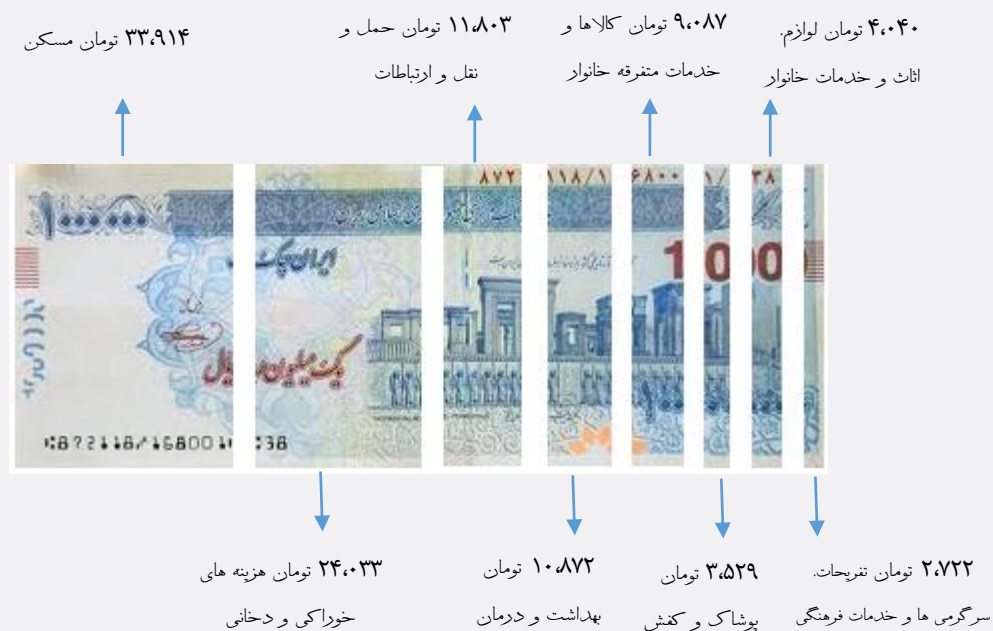 ۴،۰۴۰ تومان لوازم.
اثاث و خدمات خانوار
۹،۰۸۷ تومان کالاها و
خدمات متفرقه خانوار
۱۱،۸۰۳ تومان حمل و
نقل و ارتباطات
۳۳،۹۱۴ تومان مسکن
۱۰۰۰۰۰۰
ایران چک
یک میلیون ریال
۲،۷۲۲ تومان تفریحات.
سرگرمی ها و خدمات فرهنگی
۳،۵۲۹ تومان
پوشاک و کفش
۱۰،۸۷۲ تومان
بهداشت و درمان
۲۴،۰۳۳ تومان هزینه های
خوراکی و دخانی